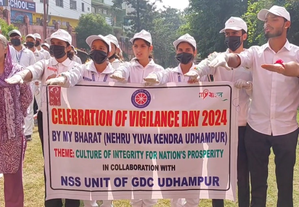 SCHOOL
CELEBRATION OF VIGILANCE DAY 2024
BY MY BHARAT (NEHRU YUVA KENDRA UDHAMPUR)
THEME: CULTURE OF INTEGRITY FOR NATION'S PROSPERITY
IN COLLABORATION WITH
NSS UNIT OF GDC UDHAMPUR